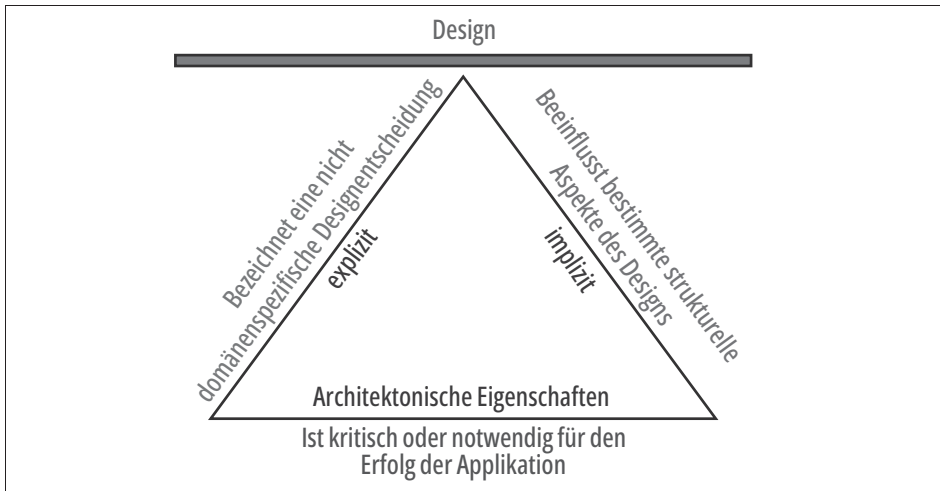 Design
Bezeichnet eine nicht
domänenspezifische Designentscheidung
explizit
Beeinflusst bestimmte strukturelle
Aspekte des Designs
implizit
Architektonische Eigenschaften
Ist kritisch oder notwendig für den
Erfolg der Applikation